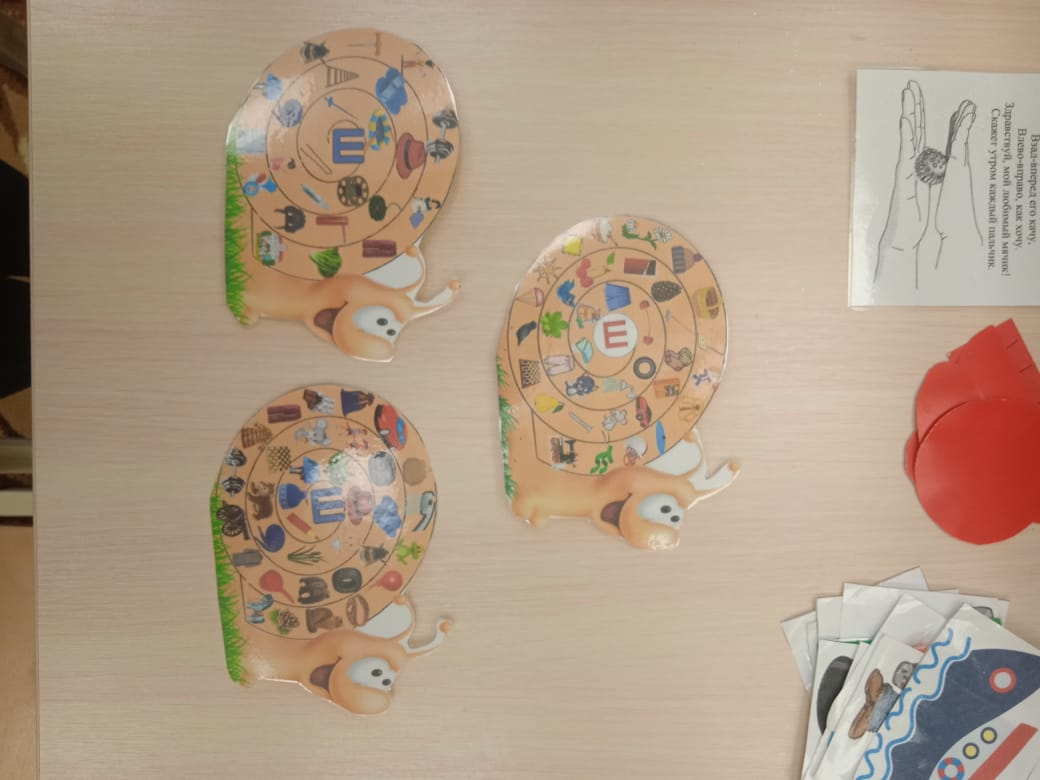 Взад-вперед его качу,
Влево-вправо, как хочу.
Здравствуй, мой любимый мячик!
Скажет утром каждый пальчик.
Ш
Ш
Ш